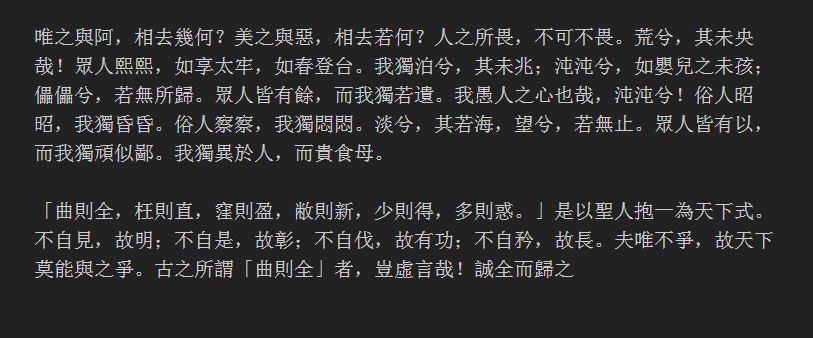 唯之與阿，相去幾何？美之與惡，相去若何？人之所畏，不可不畏。荒兮，其未央
哉！眾人熙熙，如享太牢，如春登台。我獨泊兮，其未兆；沌沌兮，如嬰兒之未孩；
儡儡兮，若無所歸。眾人皆有餘，而我獨若遺。我愚人之心也哉，沌沌兮！俗人昭
昭，我獨昏昏。俗人察察，我獨悶悶。淡兮，其若海，望兮，若無止。眾人皆有以，
而我獨頑似鄙。我獨異於人，而貴食母。
「曲則全，枉則直，窪則盈，敝則新，少則得，多則惑。」是以聖人抱一為天下式。
不自見，故明；不自是，故彰；不自伐，故有功；不自矜，故長。夫唯不爭，故天下
莫能與之爭。古之所謂「曲則全」者，豈虛言哉！誠全而歸之